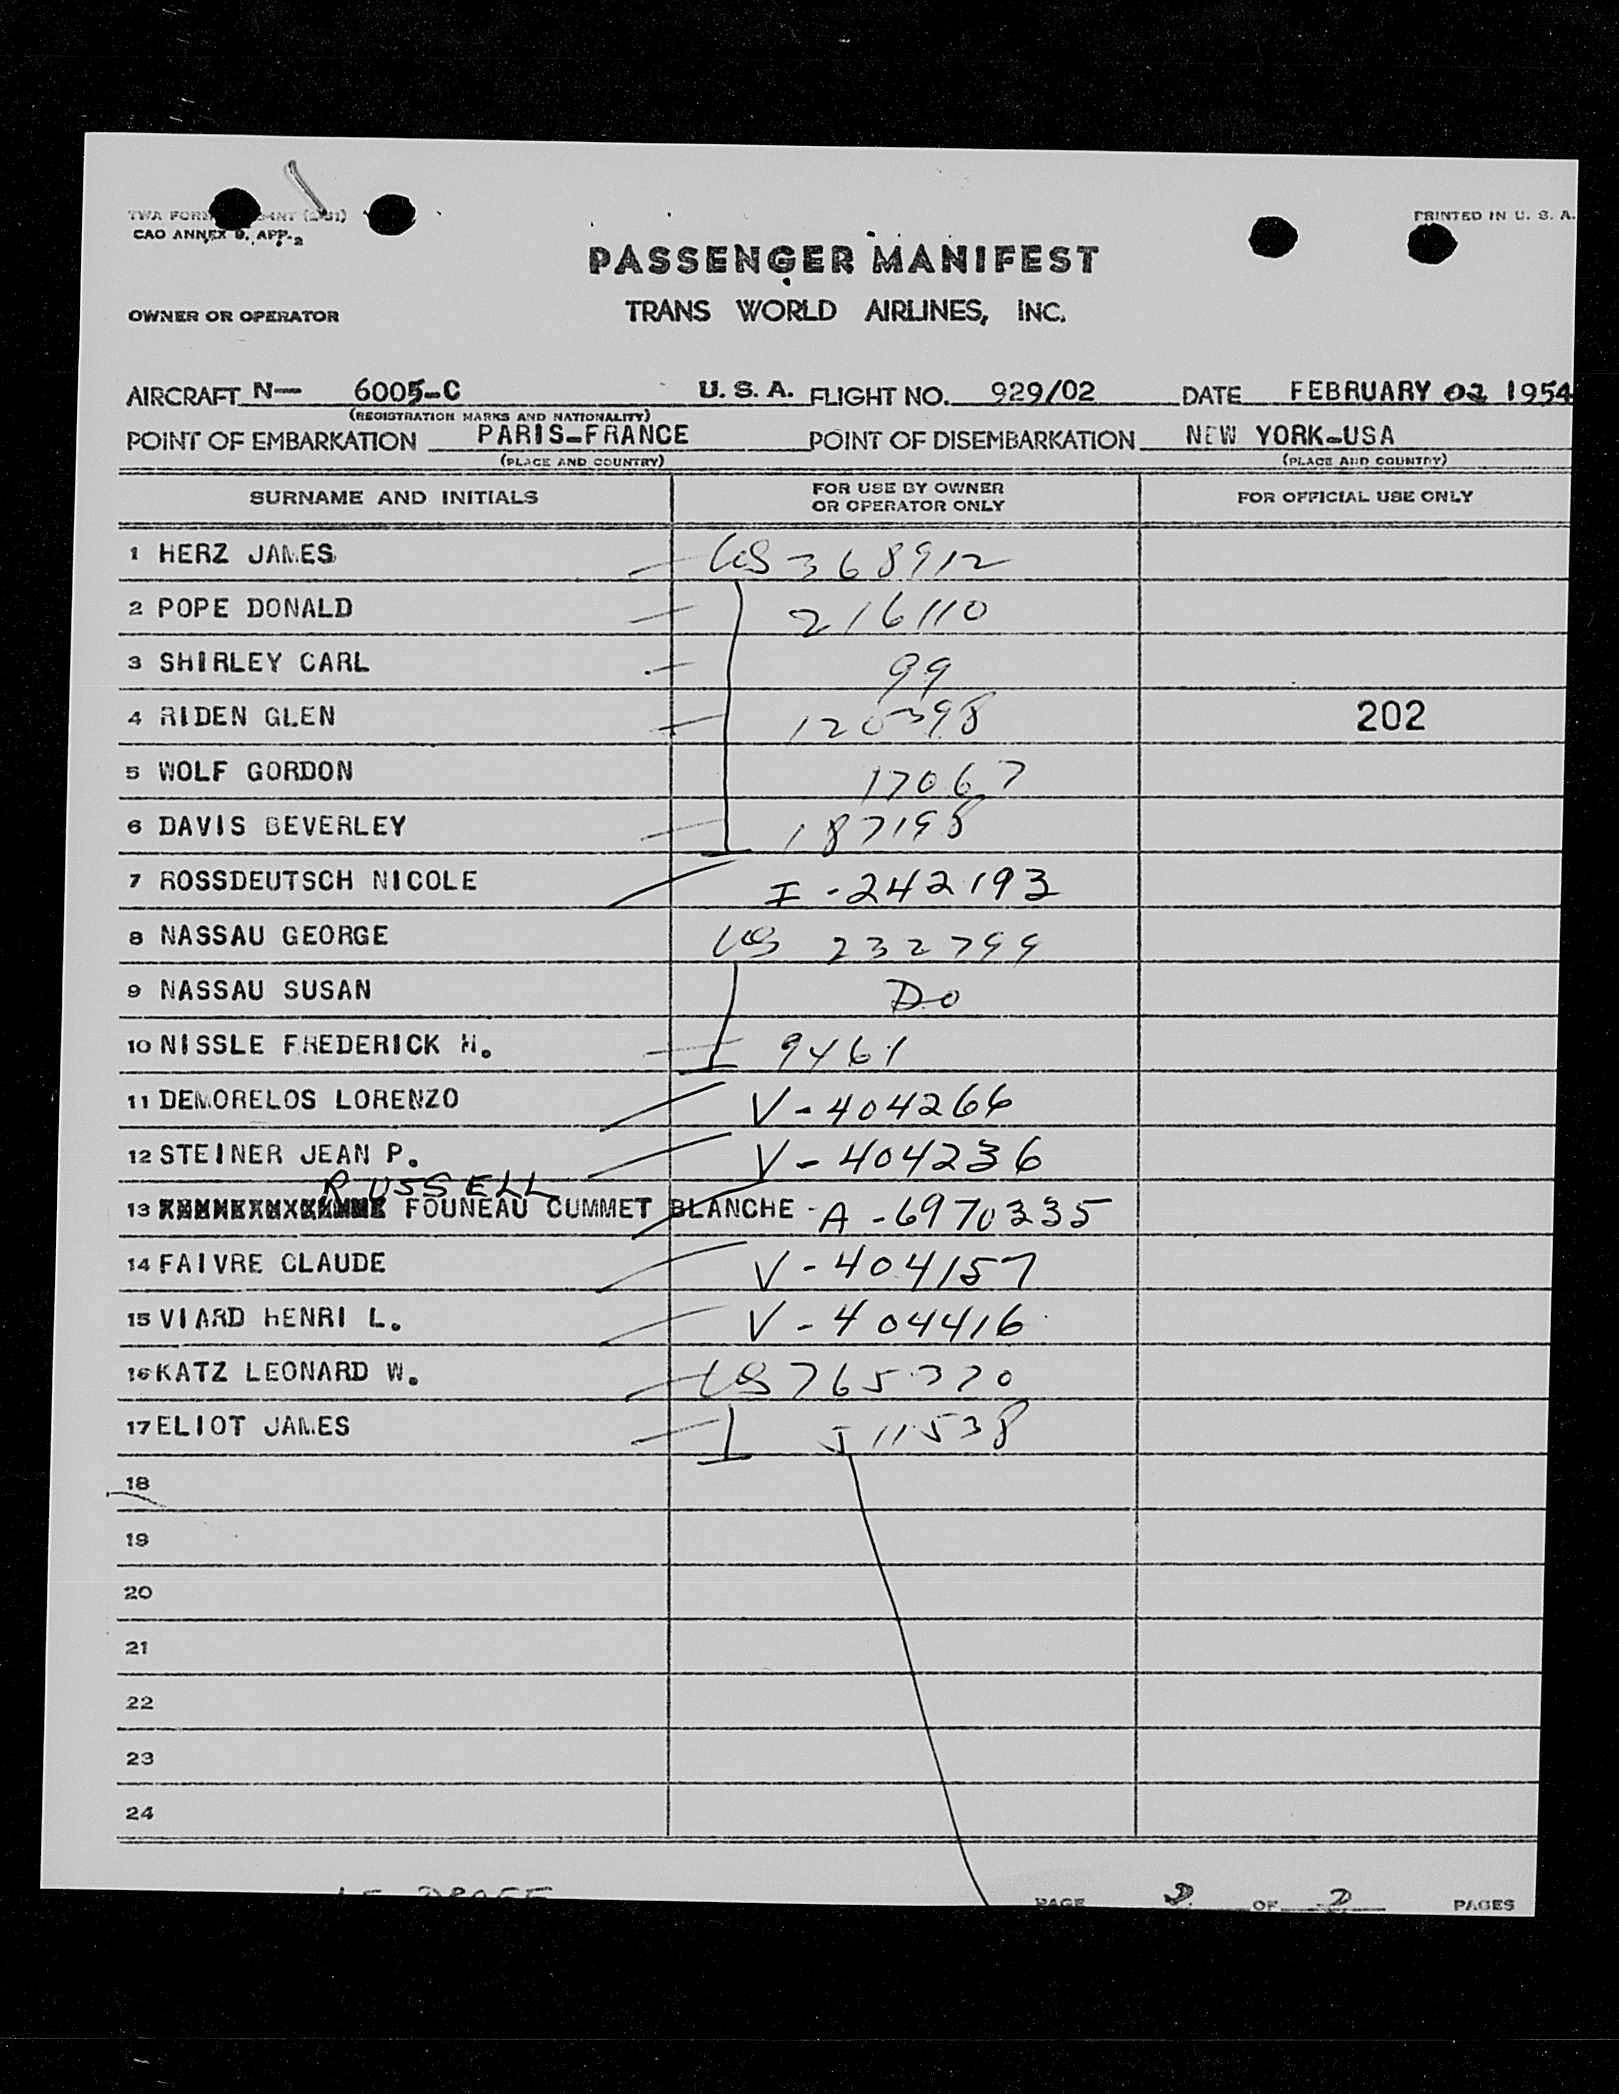 TWA FORM
CAO ANNEX 9, APP. 2
PRINTED IN U. S. A.
PASSENGER MANIFEST
OWNER OR OPERATOR TRANS WORLD AIRLINES, INC.
AIRCRAFT N— 6005-C U. S. A. FLIGHT NO. 929/02 DATE FEBRUARY 02 1954
(REGISTRATION MARKS AND NATIONALITY)
POINT OF EMBARKATION PARIS-FRANCE POINT OF DISEMBARKATION NEW YORK-USA
(PLACE AND COUNTRY) (PLACE AND COUNTRY)
SURNAME AND INITIALS FOR USE BY OWNER OR OPERATOR ONLY FOR OFFICIAL USE ONLY
1 HERZ JAMES US 368912
2 POPE DONALD 216110
3 SHIRLEY CARL 99
4 RIDEN GLEN 120398 202
5 WOLF GORDON 17067
6 DAVIS BEVERLEY 187198
7 ROSSDEUTSCH NICOLE I-242193
8 NASSAU GEORGE US 232799
9 NASSAU SUSAN Do
10 NISSLE FREDERICK H. 9461
11 DEMORELOS LORENZO V-404266
12 STEINER JEAN P. V-404236
RUSSELL
13 FOUNEAU CUMMET BLANCHE - A-6970335
14 FAIVRE CLAUDE V-404157
15 VIARD HENRI L. V-404416
16 KATZ LEONARD W. US 765320
17 ELIOT JAMES J11538
18
19
20
21
22
23
24
PAGE 2 OF 2 PAGES